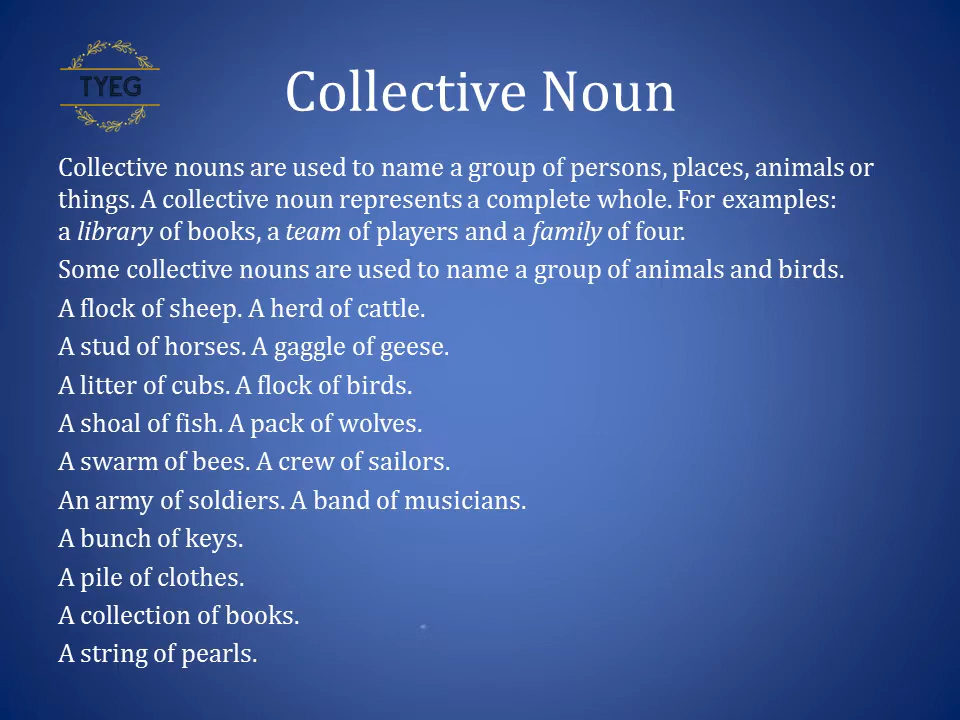 TYEG
Collective Noun
Collective nouns are used to name a group of persons, places, animals or
things. A collective noun represents a complete whole. For examples:
a library of books, a team of players and a family of four.
Some collective nouns are used to name a group of animals and birds.
A flock of sheep. A herd of cattle.
A stud of horses. A gaggle of geese.
A litter of cubs. A flock of birds.
A shoal of fish. A pack of wolves.
A swarm of bees. A crew of sailors.
An army of soldiers. A band of musicians.
A bunch of keys.
A pile of clothes.
A collection of books.
A string of pearls.